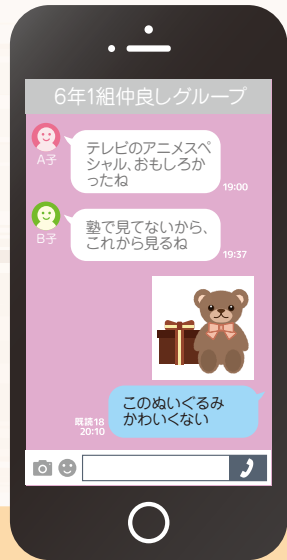 6年1組仲良しグループ
A子
テレビのアニメスペ
シャル、おもしろか
ったね
19:00
B子
塾で見てないから、
これから見るね
19:37
このぬいぐるみ
かわいくない
既読18
20:10